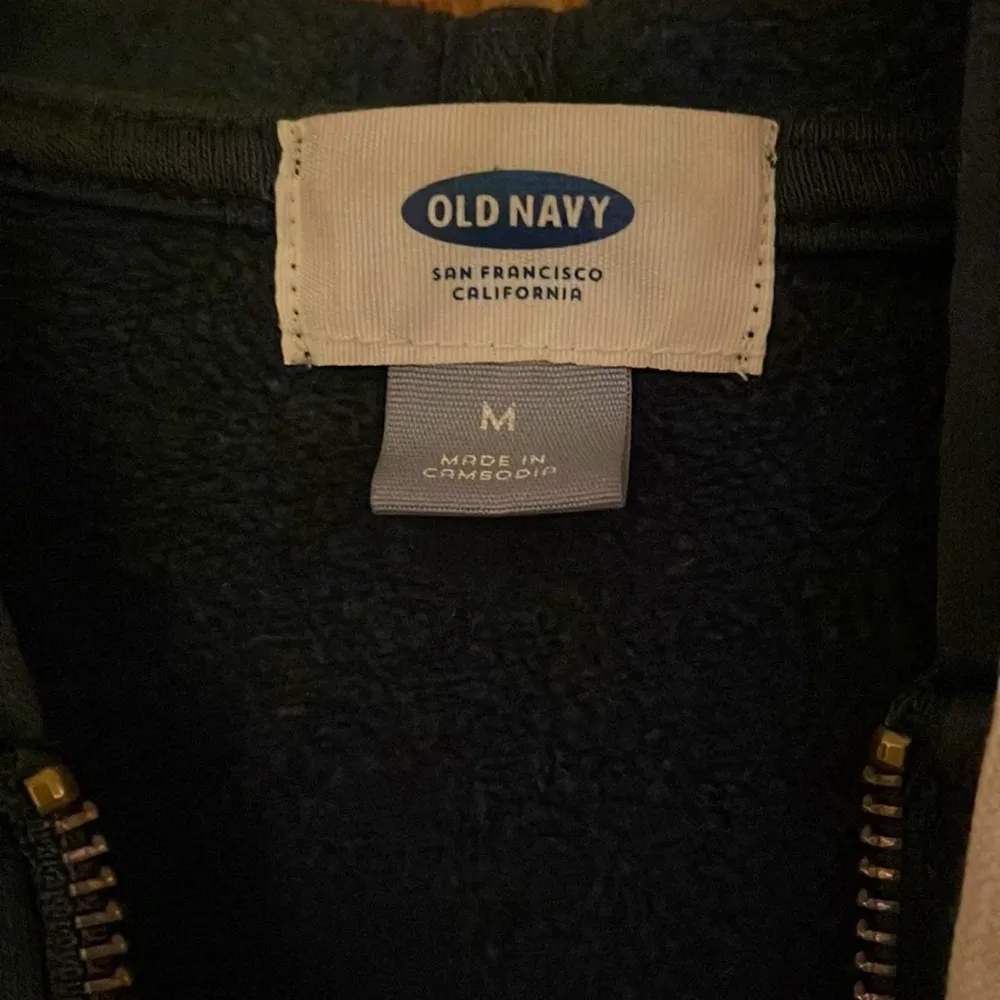 OLD NAVY
SAN FRANCISCO
CALIFORNIA
M
MADE IN
CAMBODIA